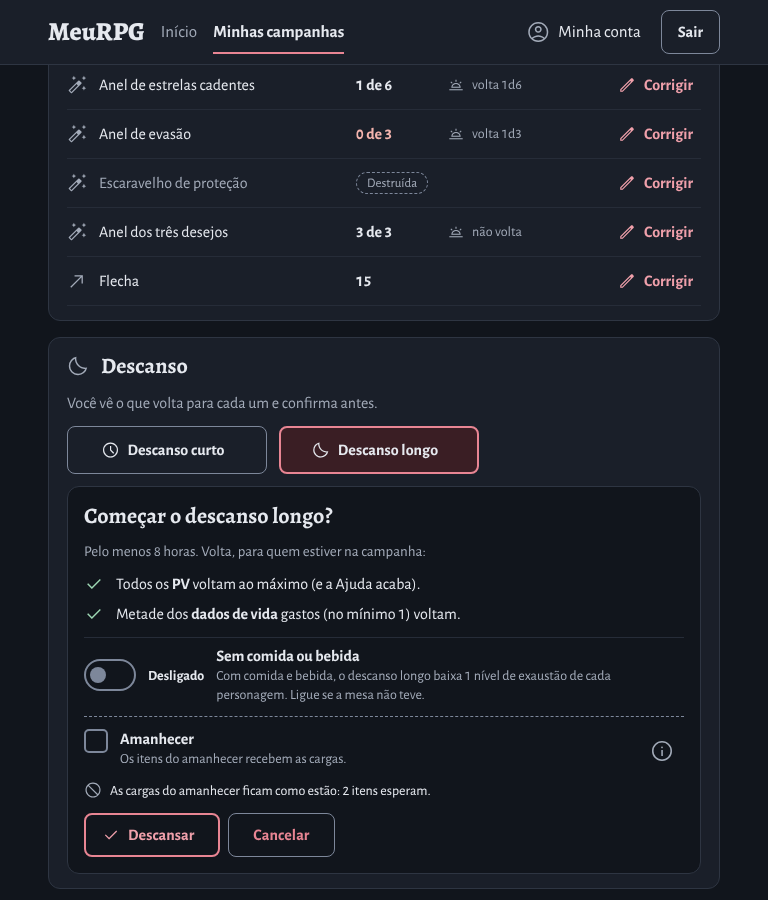 MeuRPG Início Minhas campanhas Minha conta Sair
Anel de estrelas cadentes 1 de 6 volta 1d6 Corrigir
Anel de evasão 0 de 3 volta 1d3 Corrigir
Escaravelho de proteção Destruída Corrigir
Anel dos três desejos 3 de 3 não volta Corrigir
Flecha 15 Corrigir
Descanso
Você vê o que volta para cada um e confirma antes.
Descanso curto Descanso longo
Começar o descanso longo?
Pelo menos 8 horas. Volta, para quem estiver na campanha:
Todos os PV voltam ao máximo (e a Ajuda acaba).
Metade dos dados de vida gastos (no mínimo 1) voltam.
Sem comida ou bebida
Desligado
Com comida e bebida, o descanso longo baixa 1 nível de exaustão de cada
personagem. Ligue se a mesa não teve.
Amanhecer
Os itens do amanhecer recebem as cargas.
As cargas do amanhecer ficam como estão: 2 itens esperam.
Descansar Cancelar